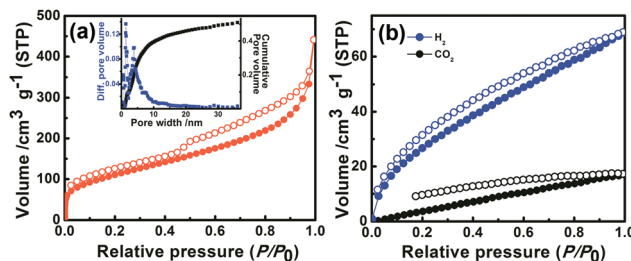 (a)
Volume /cm3 g-1 (STP)
500
400
300
200
100
0
0.0 0.2 0.4 0.6 0.8 1.0
Relative pressure (P/P0)
Diff. pore volume
0.12
0.08
0.04
0 10 20 30
Pore width /nm
0.4
0.2
Cumulative
Pore volume
(b)
H2
CO2
Volume /cm3 g-1 (STP)
80
60
40
20
0
0.0 0.2 0.4 0.6 0.8 1.0
Relative pressure (P/P0)